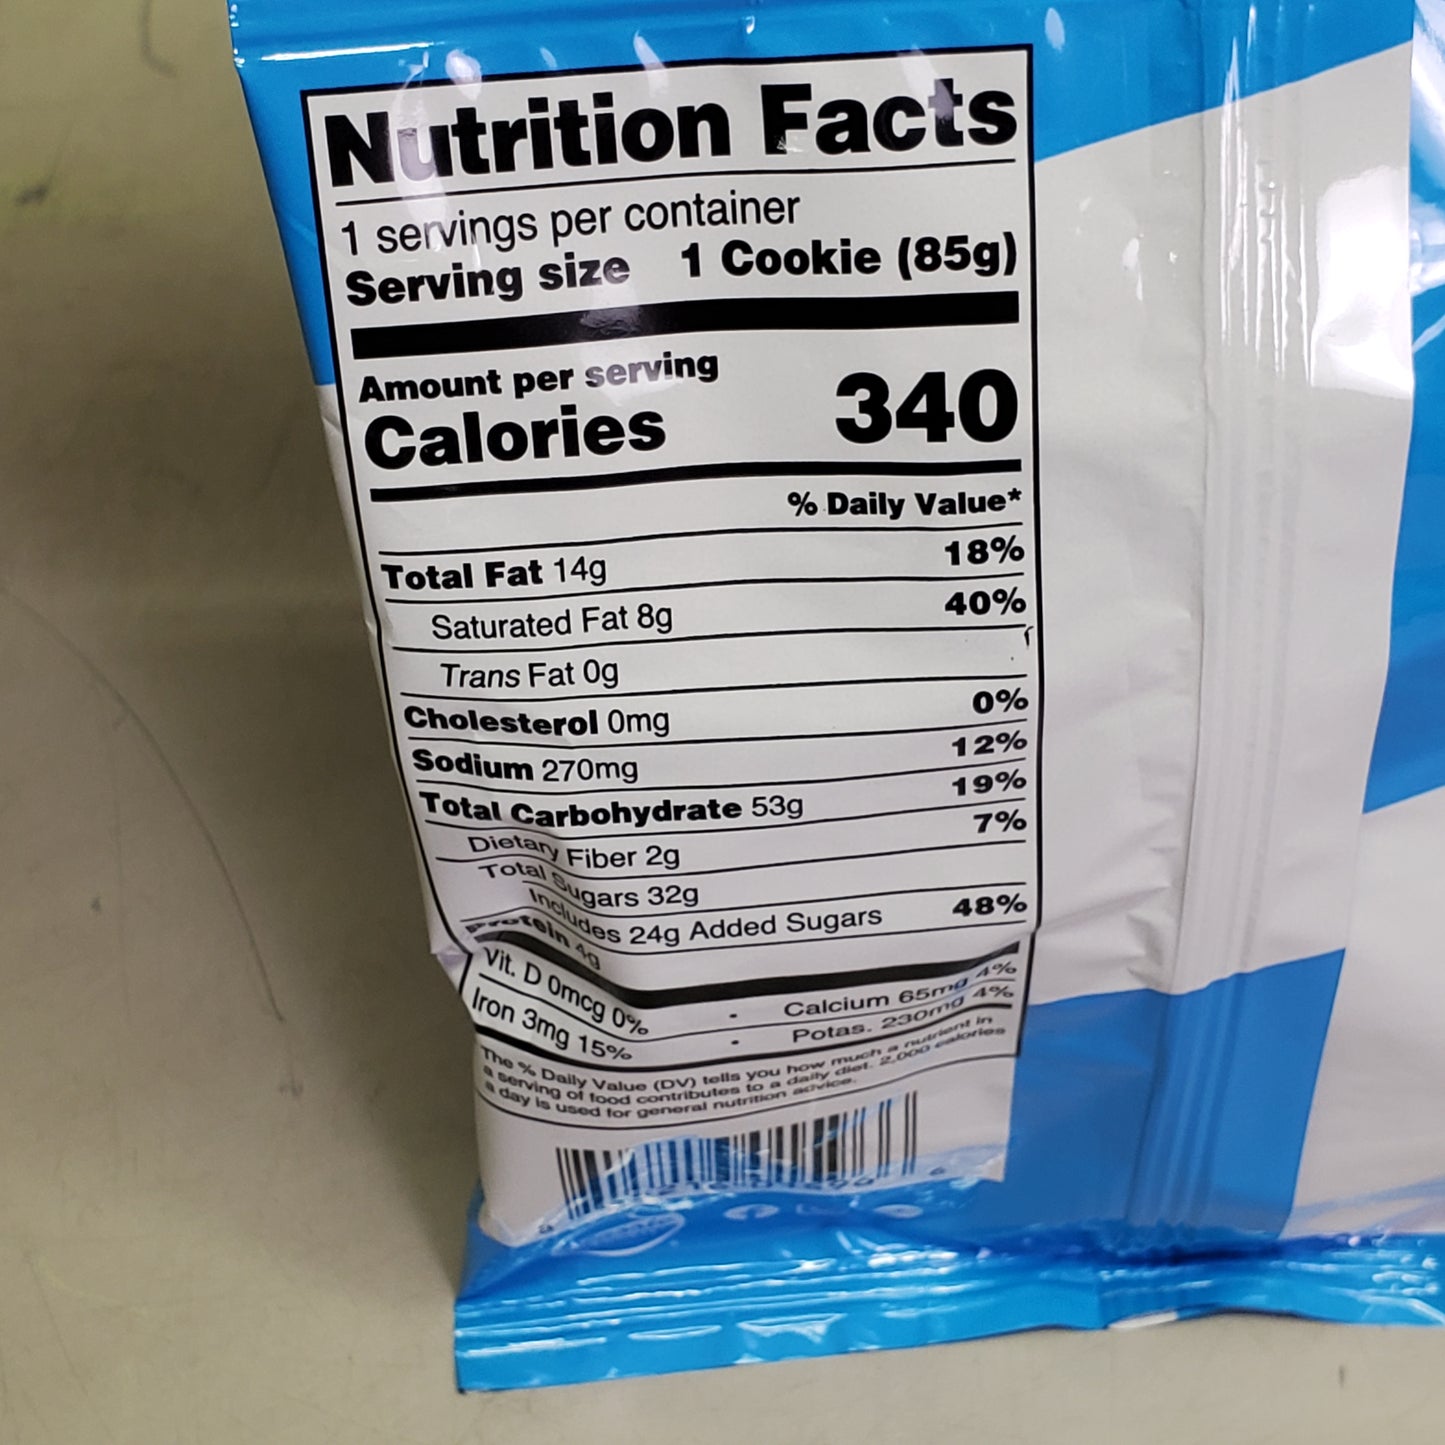 Nutrition Facts
1 servings per container
Serving size 1 Cookie (85g)
Amount per serving
Calories 340
% Daily Value*
Total Fat 14g 18%
Saturated Fat 8g 40%
Trans Fat 0g
Cholesterol 0mg 0%
Sodium 270mg 12%
Total Carbohydrate 53g 19%
Dietary Fiber 2g 7%
Total Sugars 32g
Includes 24g Added Sugars 48%
Protein 4g
Vit. D 0mcg 0% • Calcium 65mg 4%
Iron 3mg 15% • Potas. 230mg 4%
The % Daily Value (DV) tells you how much a nutrient in
a serving of food contributes to a daily diet. 2,000 calories
a day is used for general nutrition advice.